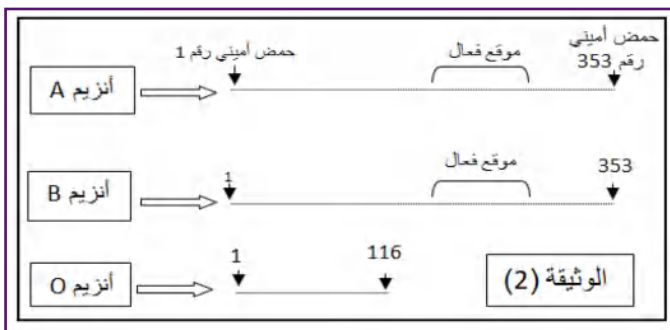 حمض أميني رقم 1
حمض أميني رقم 353
موقع فعال
أنزيم A
1
موقع فعال
353
أنزيم B
1
116
أنزيم O
الوثيقة (2)